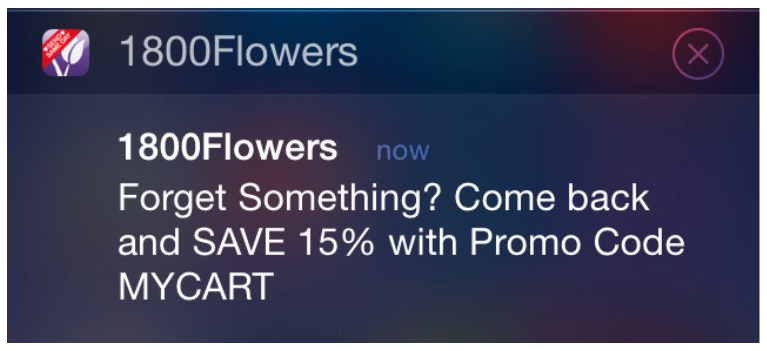 1800Flowers
1800Flowers now
Forget Something? Come back
and SAVE 15% with Promo Code
MYCART